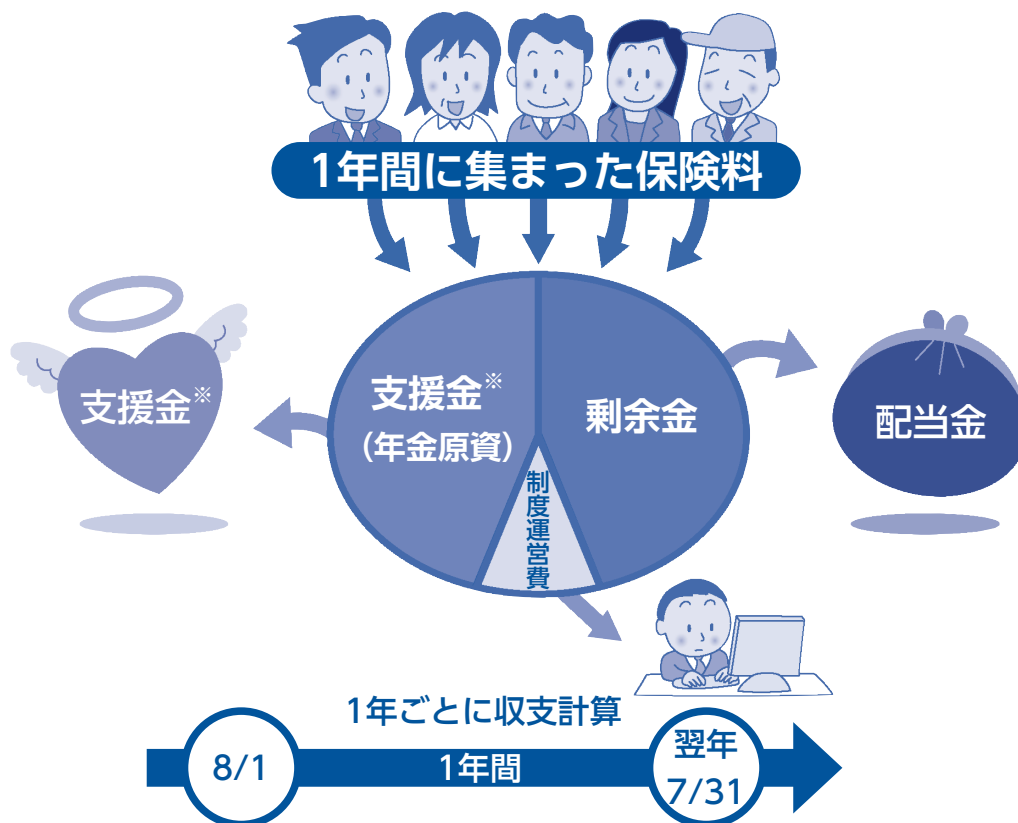 1年間に集まった保険料
支援金※
支援金※
(年金原資)
剰余金
配当金
制度運営費
1年ごとに収支計算
8/1
1年間
翌年
7/31